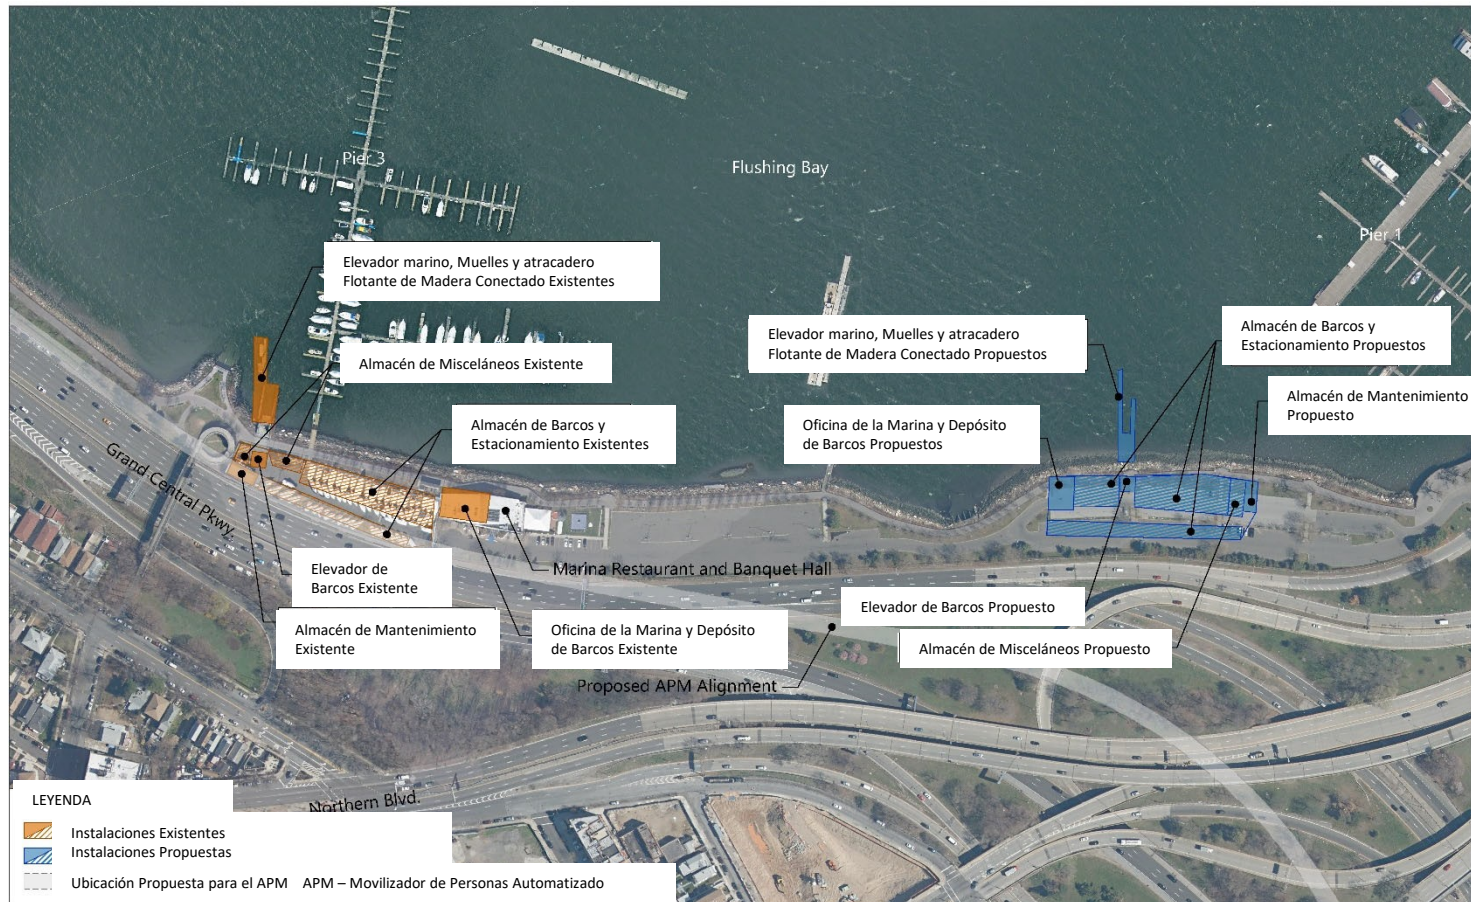 Pier 3
Flushing Bay
Pier 1
Elevador marino, Muelles y atracadero
Flotante de Madera Conectado Existentes
Almacén de Misceláneos Existente
Almacén de Barcos y
Estacionamiento Existentes
Elevador marino, Muelles y atracadero
Flotante de Madera Conectado Propuestos
Almacén de Barcos y
Estacionamiento Propuestos
Almacén de Mantenimiento
Propuesto
Oficina de la Marina y Depósito
de Barcos Propuestos
Grand Central Pkwy.
Elevador de
Barcos Existente
Marina Restaurant and Banquet Hall
Almacén de Mantenimiento
Existente
Oficina de la Marina y Depósito
de Barcos Existente
Elevador de Barcos Propuesto
Almacén de Misceláneos Propuesto
Proposed APM Alignment
Northern Blvd.
LEYENDA
Instalaciones Existentes
Instalaciones Propuestas
Ubicación Propuesta para el APM APM – Movilizador de Personas Automatizado